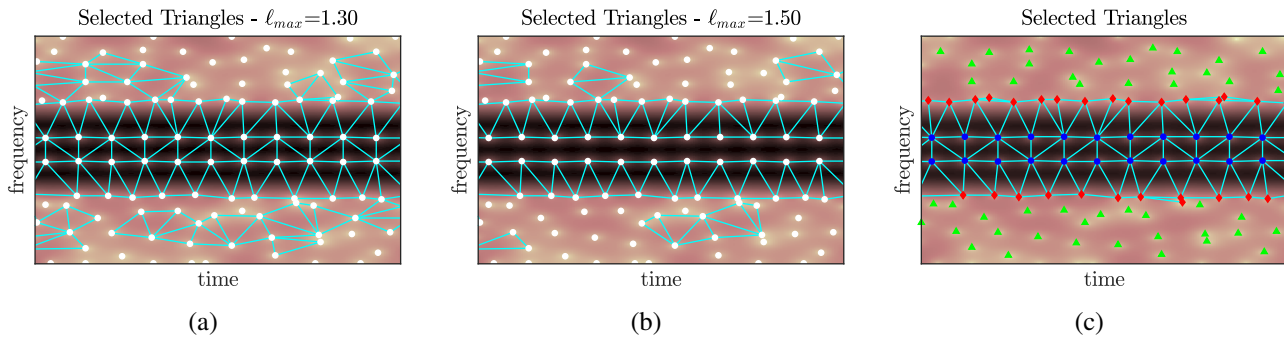 Selected Triangles - ℓmax=1.30
frequency
time
(a)
Selected Triangles - ℓmax=1.50
frequency
time
(b)
Selected Triangles
frequency
time
(c)